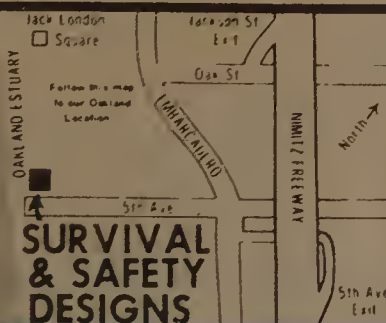 Jack London
Square
Jackson St
Exit
Oak St
Follow this map
to our Oakland
Location
OAKLAND ESTUARY
EMBARCADERO
NIMITZ FREEWAY
North
5th Ave
SURVIVAL
& SAFETY
DESIGNS
5th Ave
Exit